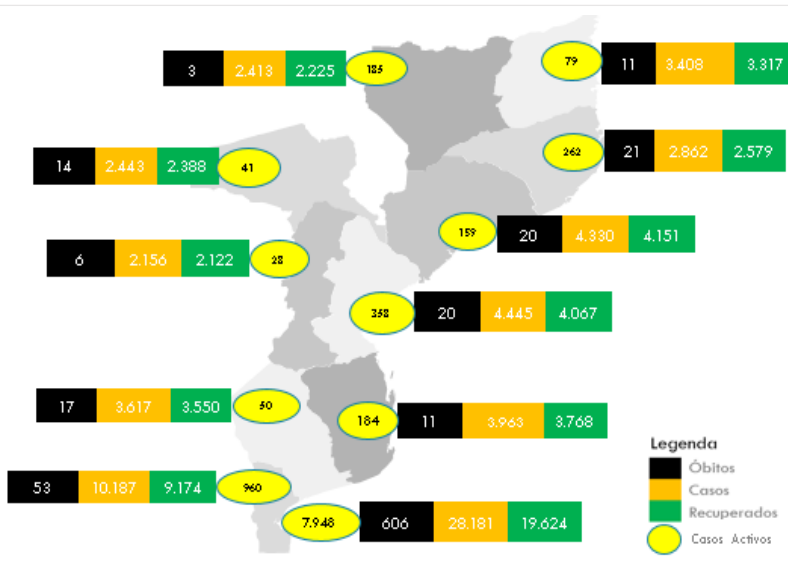 3 2.413 2.225 185
79 11 3.408 3.317
14 2.443 2.388 41
262 21 2.862 2.579
159 20 4.330 4.151
6 2.156 2.122 28
358 20 4.445 4.067
17 3.617 3.550 50
184 11 3.963 3.768
53 10.187 9.174 960
7.948 606 28.181 19.624
Legenda
Óbitos
Casos
Recuperados
Casos Activos